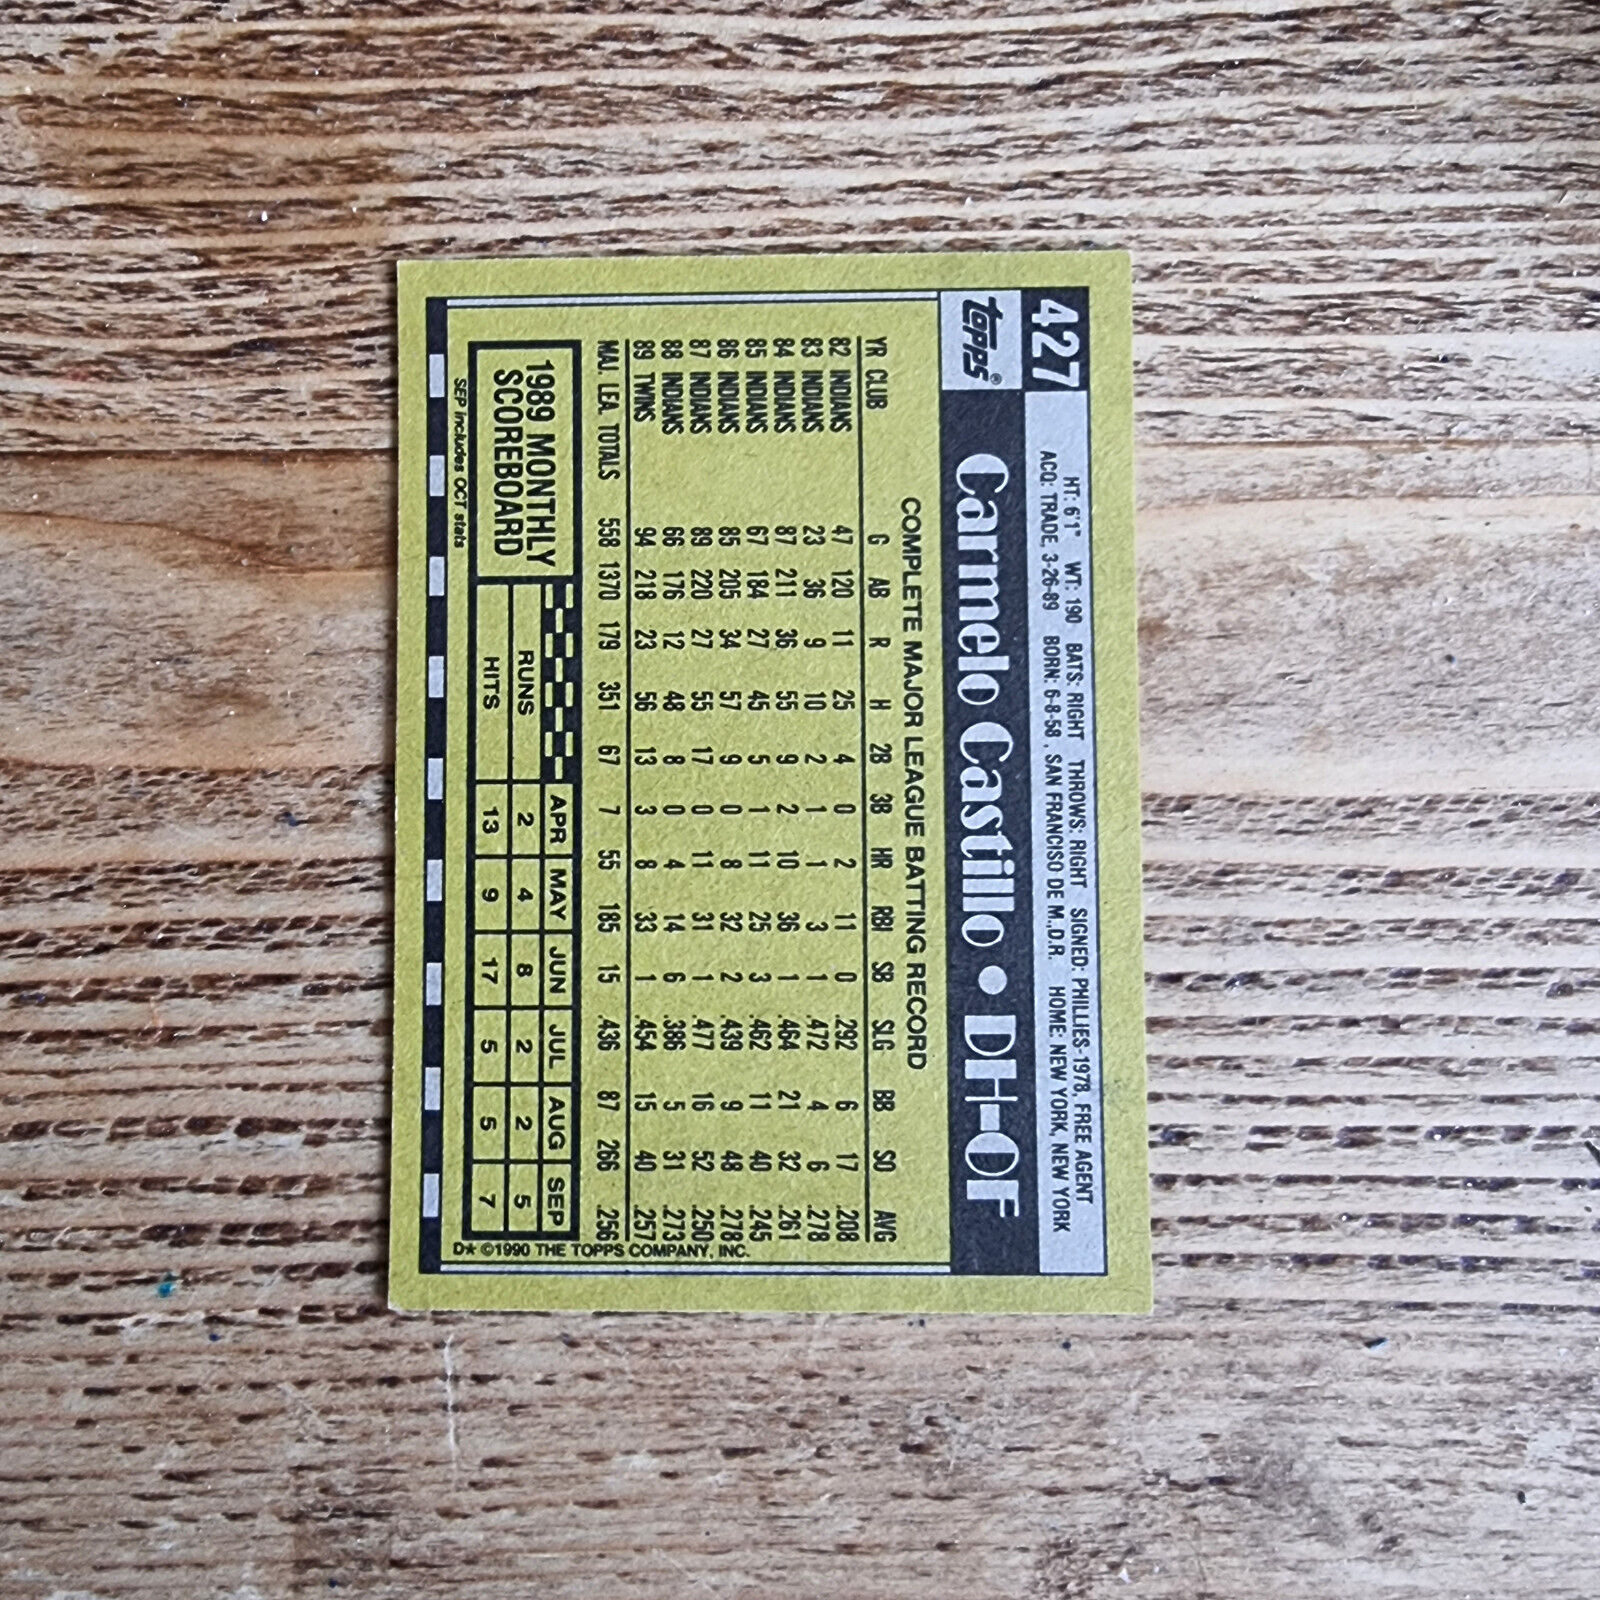 427
HT: 6'1" WT: 190 BATS: RIGHT THROWS: RIGHT SIGNED: PHILLIES-1978, FREE AGENT
ACQ: TRADE, 3-26-89 BORN: 6-8-58, SAN FRANCISO DE M.,D.R. HOME: NEW YORK, NEW YORK
topps® Carmelo Castillo • DH-OF
COMPLETE MAJOR LEAGUE BATTING RECORD
YR CLUB G AB R H 2B 3B HR RBI SB SLG BB SO AVG
82 INDIANS 47 120 11 25 4 0 2 11 0 .292 6 17 .208
83 INDIANS 23 36 9 10 2 1 1 3 1 .472 4 6 .278
84 INDIANS 87 211 36 55 9 2 10 36 1 .464 21 32 .261
85 INDIANS 67 184 27 45 5 1 11 25 3 .462 11 40 .245
86 INDIANS 85 205 34 57 9 0 8 32 2 .439 9 48 .278
87 INDIANS 89 220 27 55 17 0 11 31 1 .477 16 52 .250
88 INDIANS 66 176 12 48 8 0 4 14 6 .386 5 31 .273
89 TWINS 94 218 23 56 13 3 8 33 1 .454 15 40 .257
MAJ. LEA. TOTALS 558 1370 179 351 67 7 55 185 15 .436 87 266 .256
1989 MONTHLY
SCOREBOARD
APR MAY JUN JUL AUG SEP
RUNS 2 4 8 2 2 5
HITS 13 9 17 5 5 7
SEP includes OCT stats
D* ©1990 THE TOPPS COMPANY, INC.